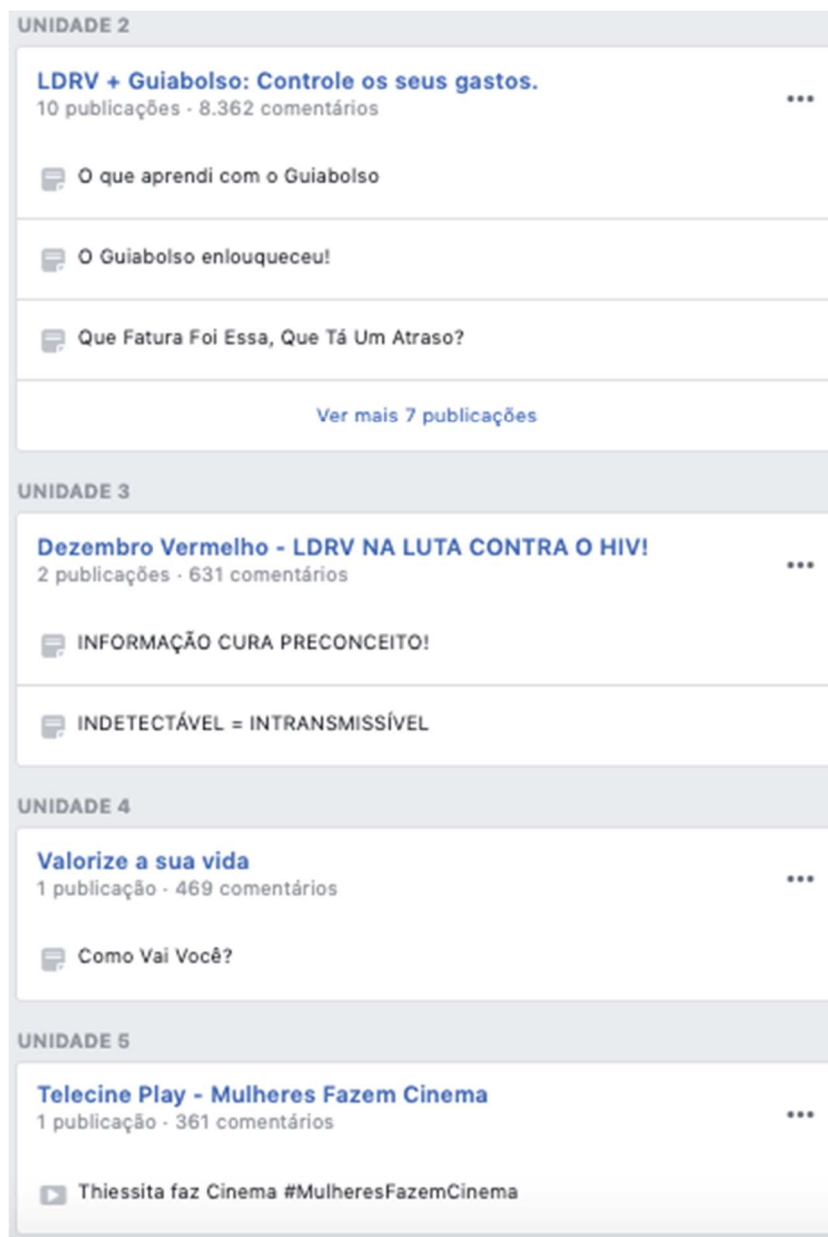 UNIDADE 2
LDRV + Guiabolso: Controle os seus gastos.
10 publicações · 8.362 comentários
O que aprendi com o Guiabolso
O Guiabolso enlouqueceu!
Que Fatura Foi Essa, Que Tá Um Atraso?
Ver mais 7 publicações
UNIDADE 3
Dezembro Vermelho - LDRV NA LUTA CONTRA O HIV!
2 publicações · 631 comentários
INFORMAÇÃO CURA PRECONCEITO!
INDETECTÁVEL = INTRANSMISSÍVEL
UNIDADE 4
Valorize a sua vida
1 publicação · 469 comentários
Como Vai Você?
UNIDADE 5
Telecine Play - Mulheres Fazem Cinema
1 publicação · 361 comentários
Thiessita faz Cinema #MulheresFazemCinema